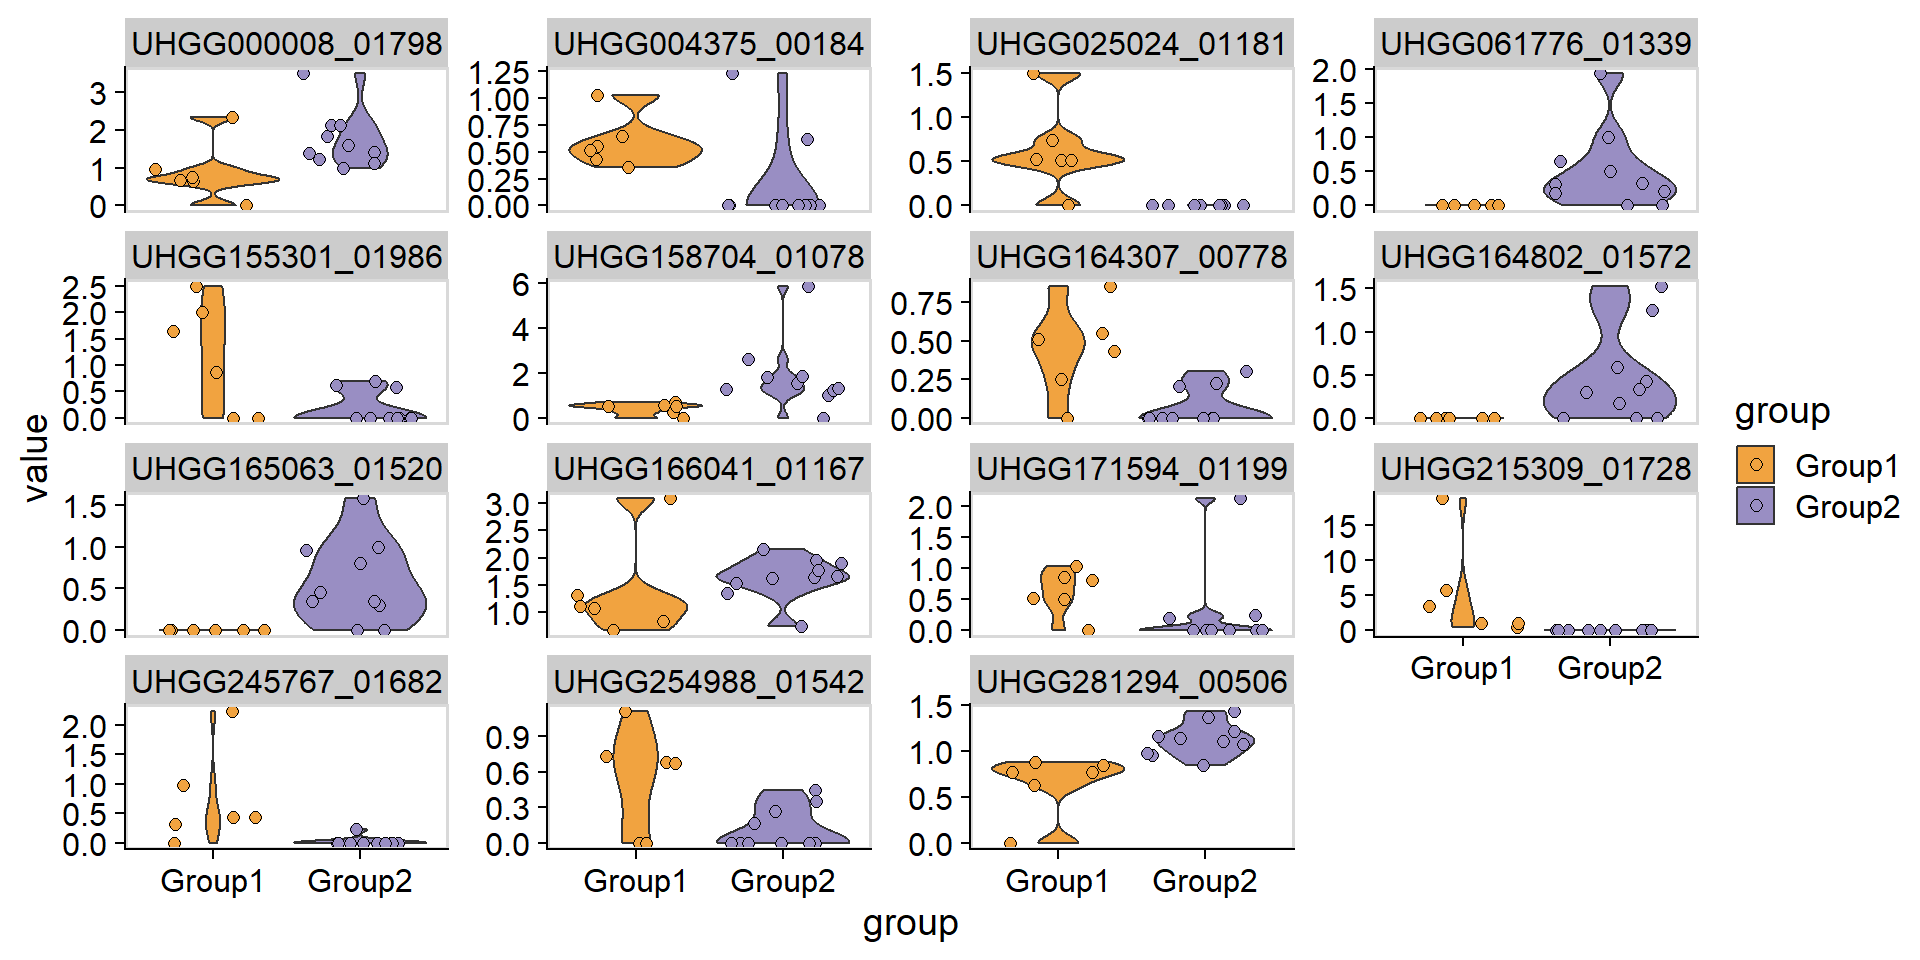 UHGG000008_01798
UHGG004375_00184
UHGG025024_01181
UHGG061776_01339
3
2
1
0
1.25
1.00
0.75
0.50
0.25
0.00
1.5
1.0
0.5
0.0
2.0
1.5
1.0
0.5
0.0
UHGG155301_01986
UHGG158704_01078
UHGG164307_00778
UHGG164802_01572
2.5
2.0
1.5
1.0
0.5
0.0
6
4
2
0
0.75
0.50
0.25
0.00
1.5
1.0
0.5
0.0
UHGG165063_01520
UHGG166041_01167
UHGG171594_01199
UHGG215309_01728
1.5
1.0
0.5
0.0
3.0
2.5
2.0
1.5
1.0
2.0
1.5
1.0
0.5
0.0
15
10
5
0
Group1 Group2
UHGG245767_01682
UHGG254988_01542
UHGG281294_00506
2.0
1.5
1.0
0.5
0.0
0.9
0.6
0.3
0.0
1.5
1.0
0.5
0.0
Group1 Group2
Group1 Group2
Group1 Group2
value
group
group
Group1
Group2